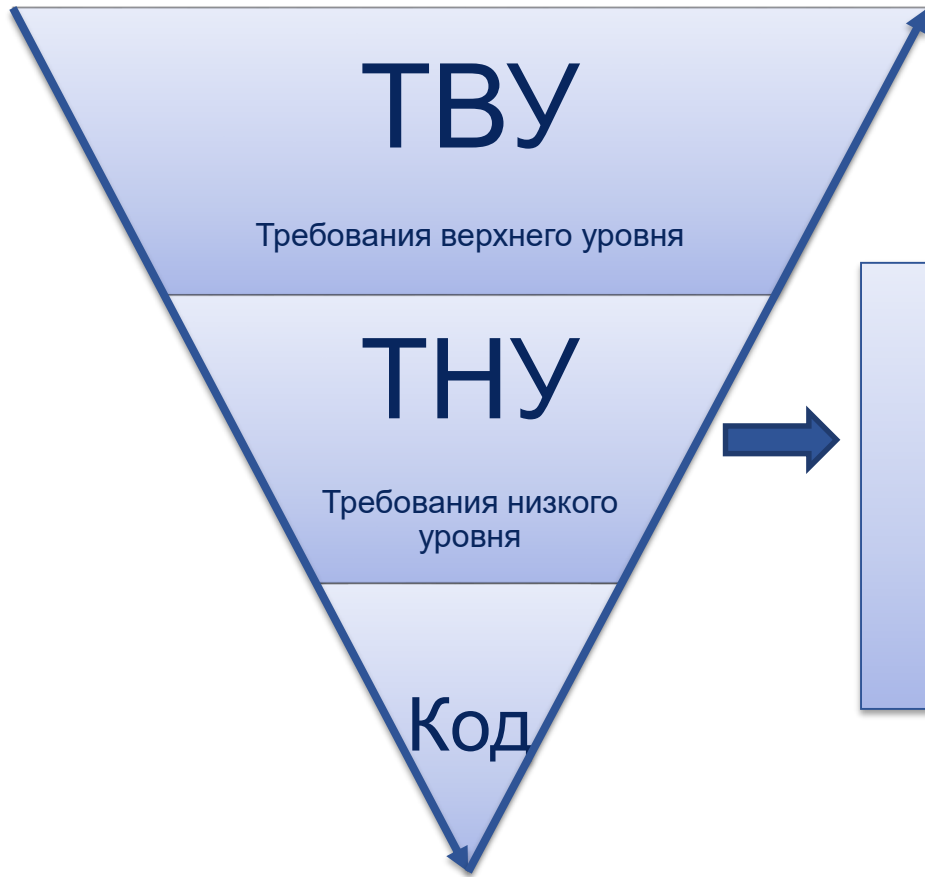 ТВУ
Требования верхнего уровня
ТНУ
Требования низкого
уровня
Код